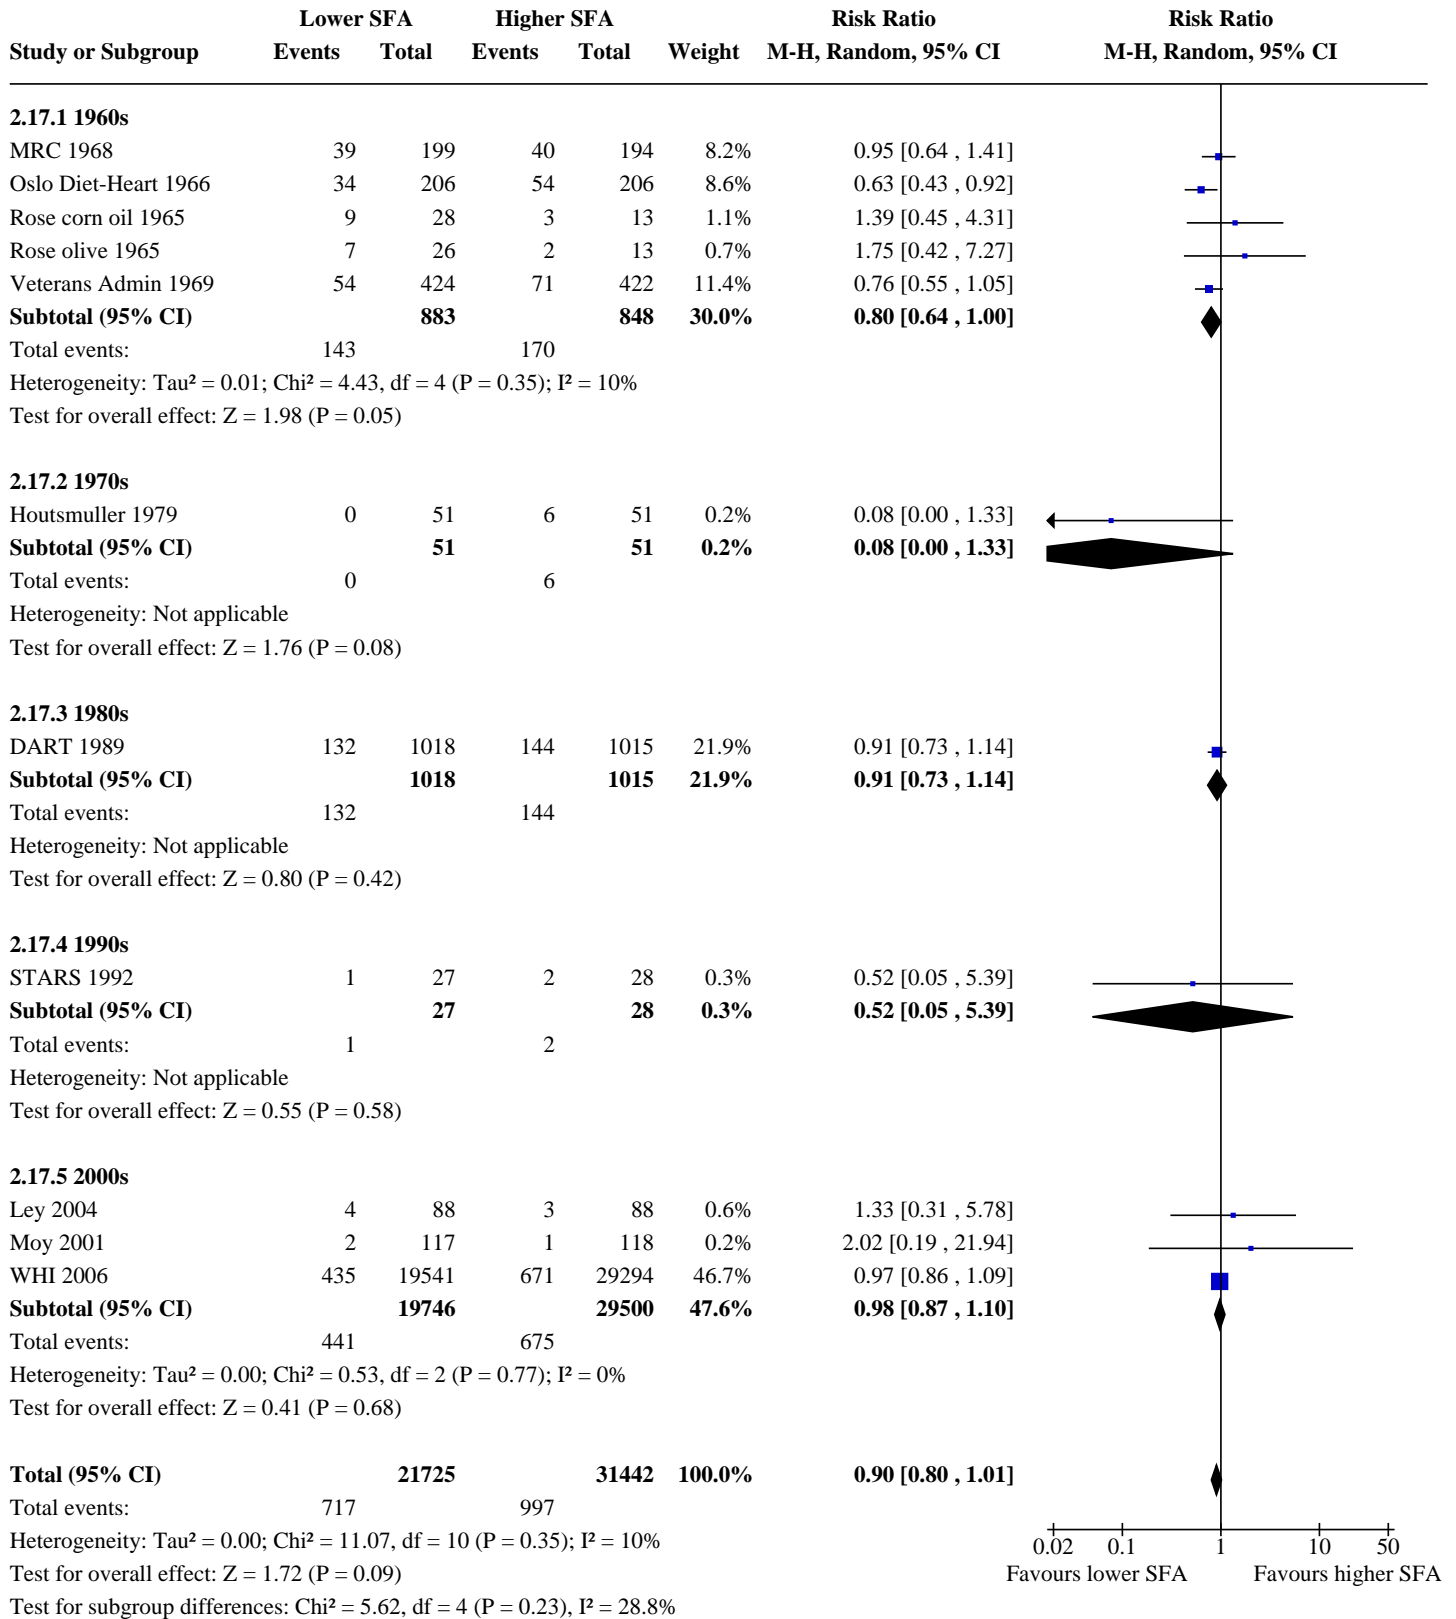 Lower SFA Higher SFA Risk Ratio Risk Ratio
Study or Subgroup Events Total Events Total Weight M-H, Random, 95% CI M-H, Random, 95% CI
2.17.1 1960s
MRC 1968 39 199 40 194 8.2% 0.95 [0.64 , 1.41]
Oslo Diet-Heart 1966 34 206 54 206 8.6% 0.63 [0.43 , 0.92]
Rose corn oil 1965 9 28 3 13 1.1% 1.39 [0.45 , 4.31]
Rose olive 1965 7 26 2 13 0.7% 1.75 [0.42 , 7.27]
Veterans Admin 1969 54 424 71 422 11.4% 0.76 [0.55 , 1.05]
Subtotal (95% CI) 883 848 30.0% 0.80 [0.64 , 1.00]
Total events: 143 170
Heterogeneity: Tau² = 0.01; Chi² = 4.43, df = 4 (P = 0.35); I² = 10%
Test for overall effect: Z = 1.98 (P = 0.05)
2.17.2 1970s
Houtsmuller 1979 0 51 6 51 0.2% 0.08 [0.00 , 1.33]
Subtotal (95% CI) 51 51 0.2% 0.08 [0.00 , 1.33]
Total events: 0 6
Heterogeneity: Not applicable
Test for overall effect: Z = 1.76 (P = 0.08)
2.17.3 1980s
DART 1989 132 1018 144 1015 21.9% 0.91 [0.73 , 1.14]
Subtotal (95% CI) 1018 1015 21.9% 0.91 [0.73 , 1.14]
Total events: 132 144
Heterogeneity: Not applicable
Test for overall effect: Z = 0.80 (P = 0.42)
2.17.4 1990s
STARS 1992 1 27 2 28 0.3% 0.52 [0.05 , 5.39]
Subtotal (95% CI) 27 28 0.3% 0.52 [0.05 , 5.39]
Total events: 1 2
Heterogeneity: Not applicable
Test for overall effect: Z = 0.55 (P = 0.58)
2.17.5 2000s
Ley 2004 4 88 3 88 0.6% 1.33 [0.31 , 5.78]
Moy 2001 2 117 1 118 0.2% 2.02 [0.19 , 21.94]
WHI 2006 435 19541 671 29294 46.7% 0.97 [0.86 , 1.09]
Subtotal (95% CI) 19746 29500 47.6% 0.98 [0.87 , 1.10]
Total events: 441 675
Heterogeneity: Tau² = 0.00; Chi² = 0.53, df = 2 (P = 0.77); I² = 0%
Test for overall effect: Z = 0.41 (P = 0.68)
Total (95% CI) 21725 31442 100.0% 0.90 [0.80 , 1.01]
Total events: 717 997
Heterogeneity: Tau² = 0.00; Chi² = 11.07, df = 10 (P = 0.35); I² = 10%
0.02 0.1 1 10 50
Test for overall effect: Z = 1.72 (P = 0.09)
Favours lower SFA Favours higher SFA
Test for subgroup differences: Chi² = 5.62, df = 4 (P = 0.23), I² = 28.8%